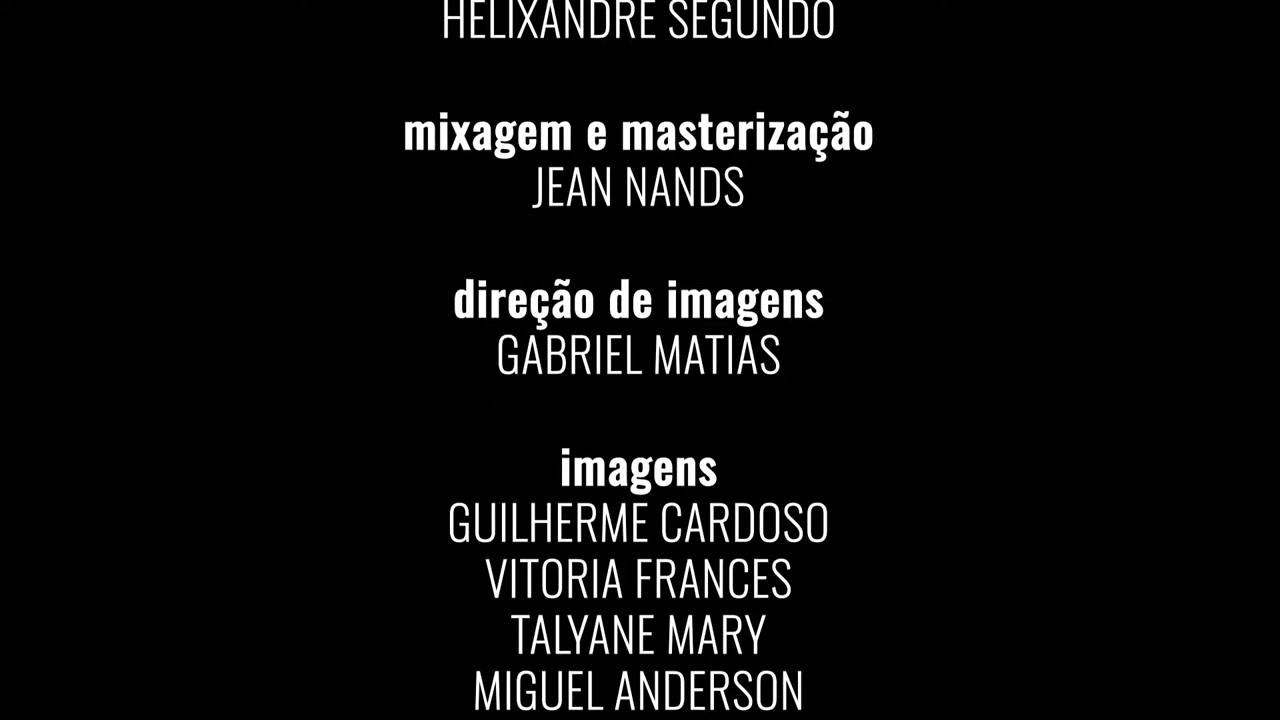 HELIXANDRE SEGUNDO
mixagem e masterização
JEAN NANDS
direção de imagens
GABRIEL MATIAS
imagens
GUILHERME CARDOSO
VITORIA FRANCES
TALYANE MARY
MIGUEL ANDERSON